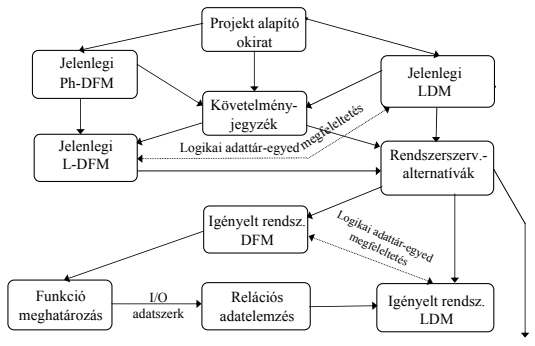 Projekt alapító
okirat
Jelenlegi
Ph-DFM
Jelenlegi
LDM
Követelmény-
jegyzék
Jelenlegi
L-DFM
Logikai adattár-egyed megfeleltetés
Rendszerszerv.-
alternatívák
Igényelt rendsz.
DFM
Logikai adattár-egyed
megfeleltetés
Funkció
meghatározás
I/O
adatszerk
Relációs
adatelemzés
Igényelt rendsz.
LDM